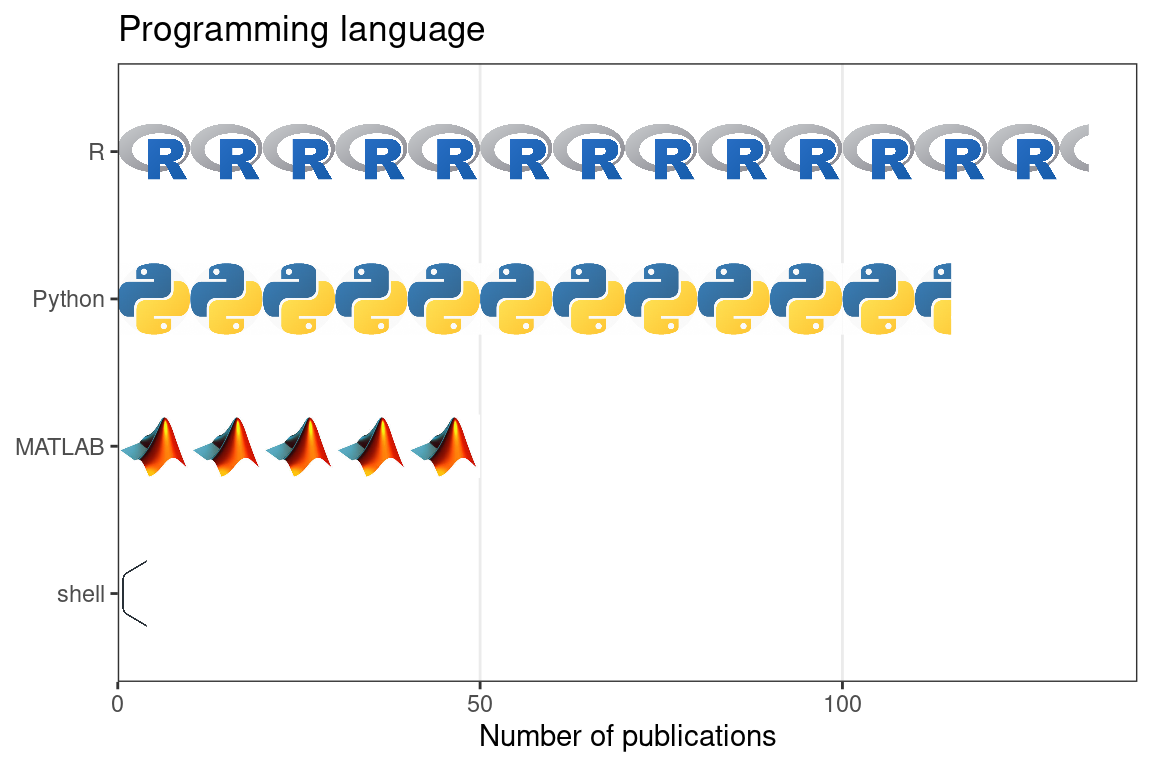 Programming language
R
R R R R R R R R R R R R R
Python
MATLAB
shell
0 50 100
Number of publications